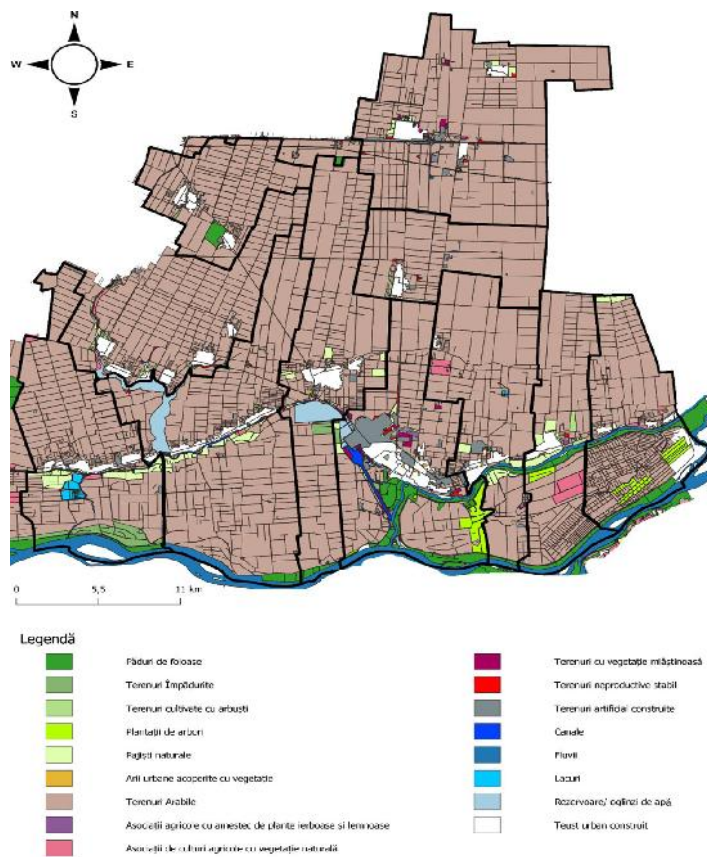 N
W E
S
0 5,5 11 km
Legendă
Păduri de foioase
Terenuri Împădurite
Terenuri cultivate cu arbuști
Plantații de arbori
Pajiști naturale
Arii urbane acoperite cu vegetație
Terenuri Arabile
Asociații agricole cu amestec de plante ierboase și lemnoase
Asociații de culturi agricole cu vegetație naturală
Terenuri cu vegetație mlăștinoasă
Terenuri neproductive stabil
Terenuri artificial construite
Canale
Fluvii
Lacuri
Rezervoare/ oglinzi de apă
urban construit